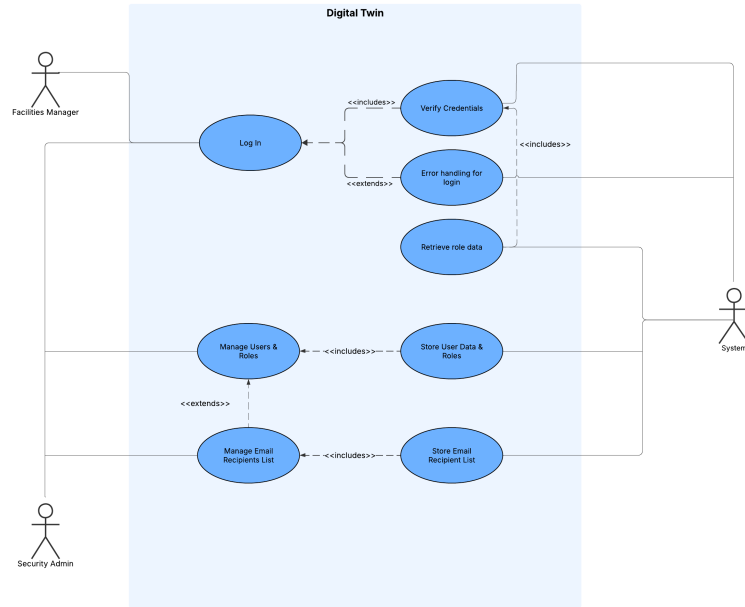 Digital Twin
Facilities Manager
Log In
<<includes>>
Verify Credentials
<<includes>>
Error handling for
login
<<extends>>
Retrieve role data
Manage Users &
Roles
<<includes>>
Store User Data &
Roles
System
<<extends>>
Manage Email
Recipients List
<<includes>>
Store Email
Recipient List
Security Admin